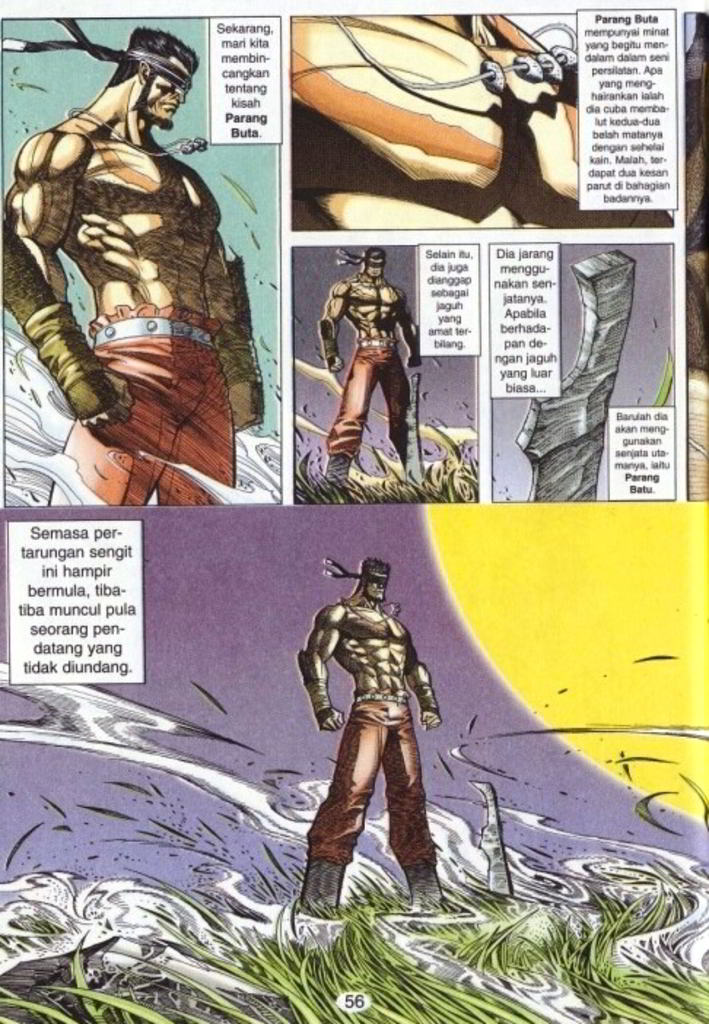 Sekarang,
mari kita
membin-
cangkan
tentang
kisah
Parang
Buta.
Parang Buta
mempunyai minat
yang begitu men-
dalam dalam seni
persilatan. Apa
yang meng-
hairankan ialah
dia cuba memba-
lut kedua-dua
belah matanya
dengan sehelai
kain. Malah, ter-
dapat dua kesan
parut di bahagian
badannya.
Selain itu,
dia juga
dianggap
sebagai
jaguh
yang
amat ter-
bilang.
Dia jarang
menggu-
nakan sen-
jatanya.
Apabila
berhada-
pan de-
ngan jaguh
yang luar
biasa...
Barulah dia
akan meng-
gunakan
senjata uta-
manya, iaitu
Parang
Batu.
Semasa per-
tarungan sengit
ini hampir
bermula, tiba-
tiba muncul pula
seorang pen-
datang yang
tidak diundang.
56